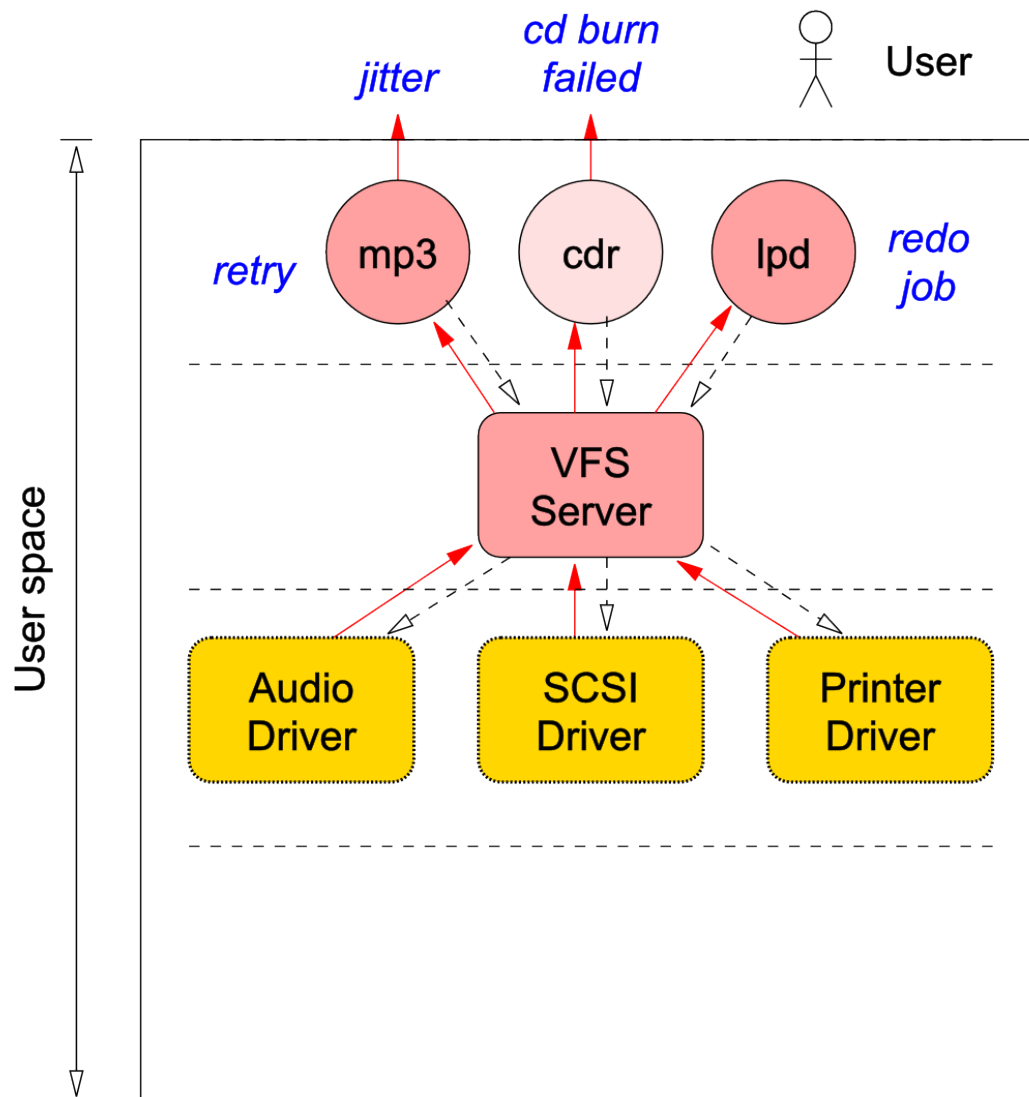 cd burn
failed
jitter
User
mp3
cdr
lpd
retry
redo
job
VFS
Server
User space
Audio
Driver
SCSI
Driver
Printer
Driver